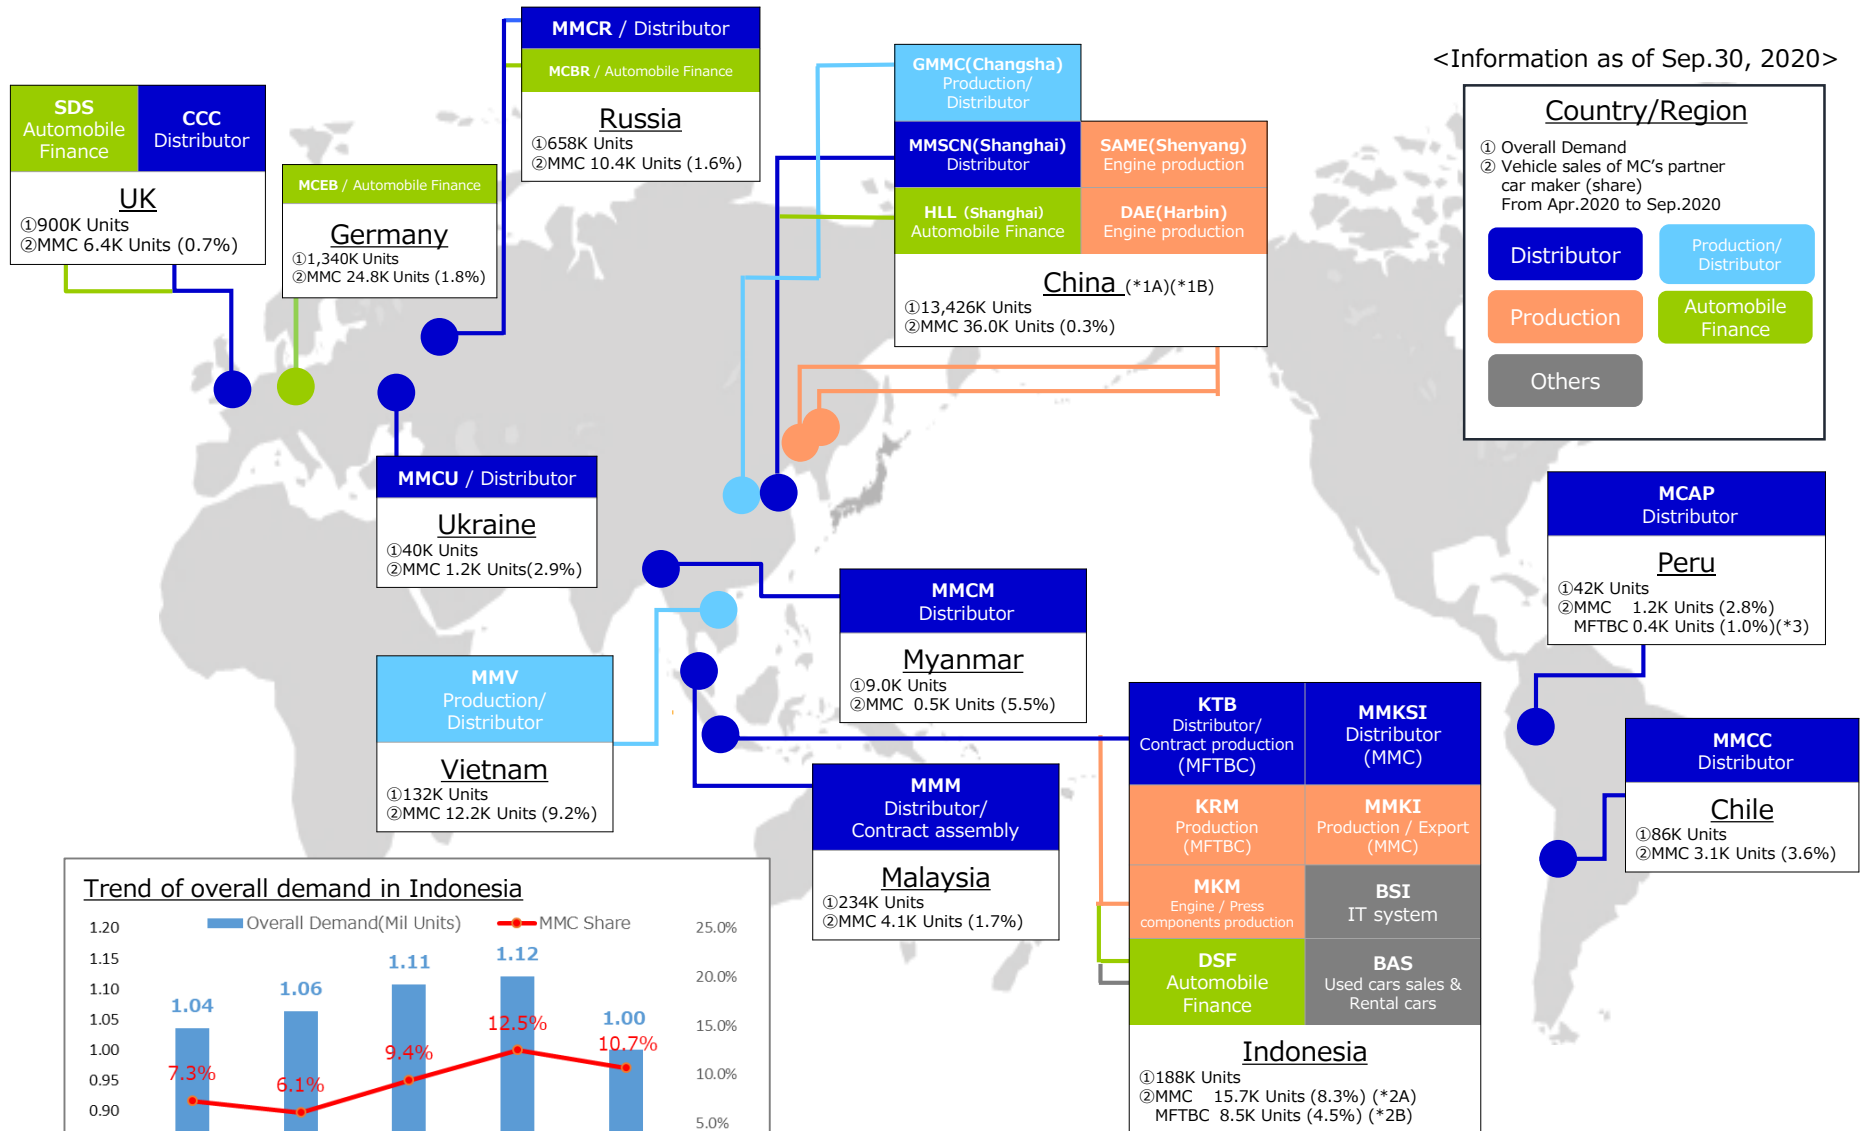 <Information as of Sep.30, 2020>
Country/Region
① Overall Demand
② Vehicle sales of MC's partner
car maker (share)
From Apr.2020 to Sep.2020
Distributor
Production/
Distributor
Production
Automobile
Finance
Others
SDS
Automobile
Finance
CCC
Distributor
UK
①900K Units
②MMC 6.4K Units (0.7%)
MCEB / Automobile Finance
Germany
①1,340K Units
②MMC 24.8K Units (1.8%)
MMCR / Distributor
MCBR / Automobile Finance
Russia
①658K Units
②MMC 10.4K Units (1.6%)
GMMC(Changsha)
Production/
Distributor
MMSCN(Shanghai)
Distributor
SAME(Shenyang)
Engine production
HLL (Shanghai)
Automobile Finance
DAE(Harbin)
Engine production
China (*1A)(*1B)
①13,426K Units
②MMC 36.0K Units (0.3%)
MMCU / Distributor
Ukraine
①40K Units
②MMC 1.2K Units(2.9%)
MMV
Production/
Distributor
Vietnam
①132K Units
②MMC 12.2K Units (9.2%)
MMCM
Distributor
Myanmar
①9.0K Units
②MMC 0.5K Units (5.5%)
MMM
Distributor/
Contract assembly
Malaysia
①234K Units
②MMC 4.1K Units (1.7%)
MCAP
Distributor
Peru
①42K Units
②MMC 1.2K Units (2.8%)
MFTBC 0.4K Units (1.0%)(*3)
MMCC
Distributor
Chile
①86K Units
②MMC 3.1K Units (3.6%)
KTB
Distributor/
Contract production
(MFTBC)
MMKSI
Distributor
(MMC)
KRM
Production
(MFTBC)
MMKI
Production / Export
(MMC)
MKM
Engine / Press
components production
BSI
IT system
DSF
Automobile
Finance
BAS
Used cars sales &
Rental cars
Indonesia
①188K Units
②MMC 15.7K Units (8.3%) (*2A)
MFTBC 8.5K Units (4.5%) (*2B)
Trend of overall demand in Indonesia
Overall Demand(Mil Units)
MMC Share
1.20
1.15
1.10
1.05
1.00
0.95
0.90
25.0%
20.0%
15.0%
10.0%
5.0%
1.04
1.06
1.11
1.12
1.00
7.3%
6.1%
9.4%
12.5%
10.7%